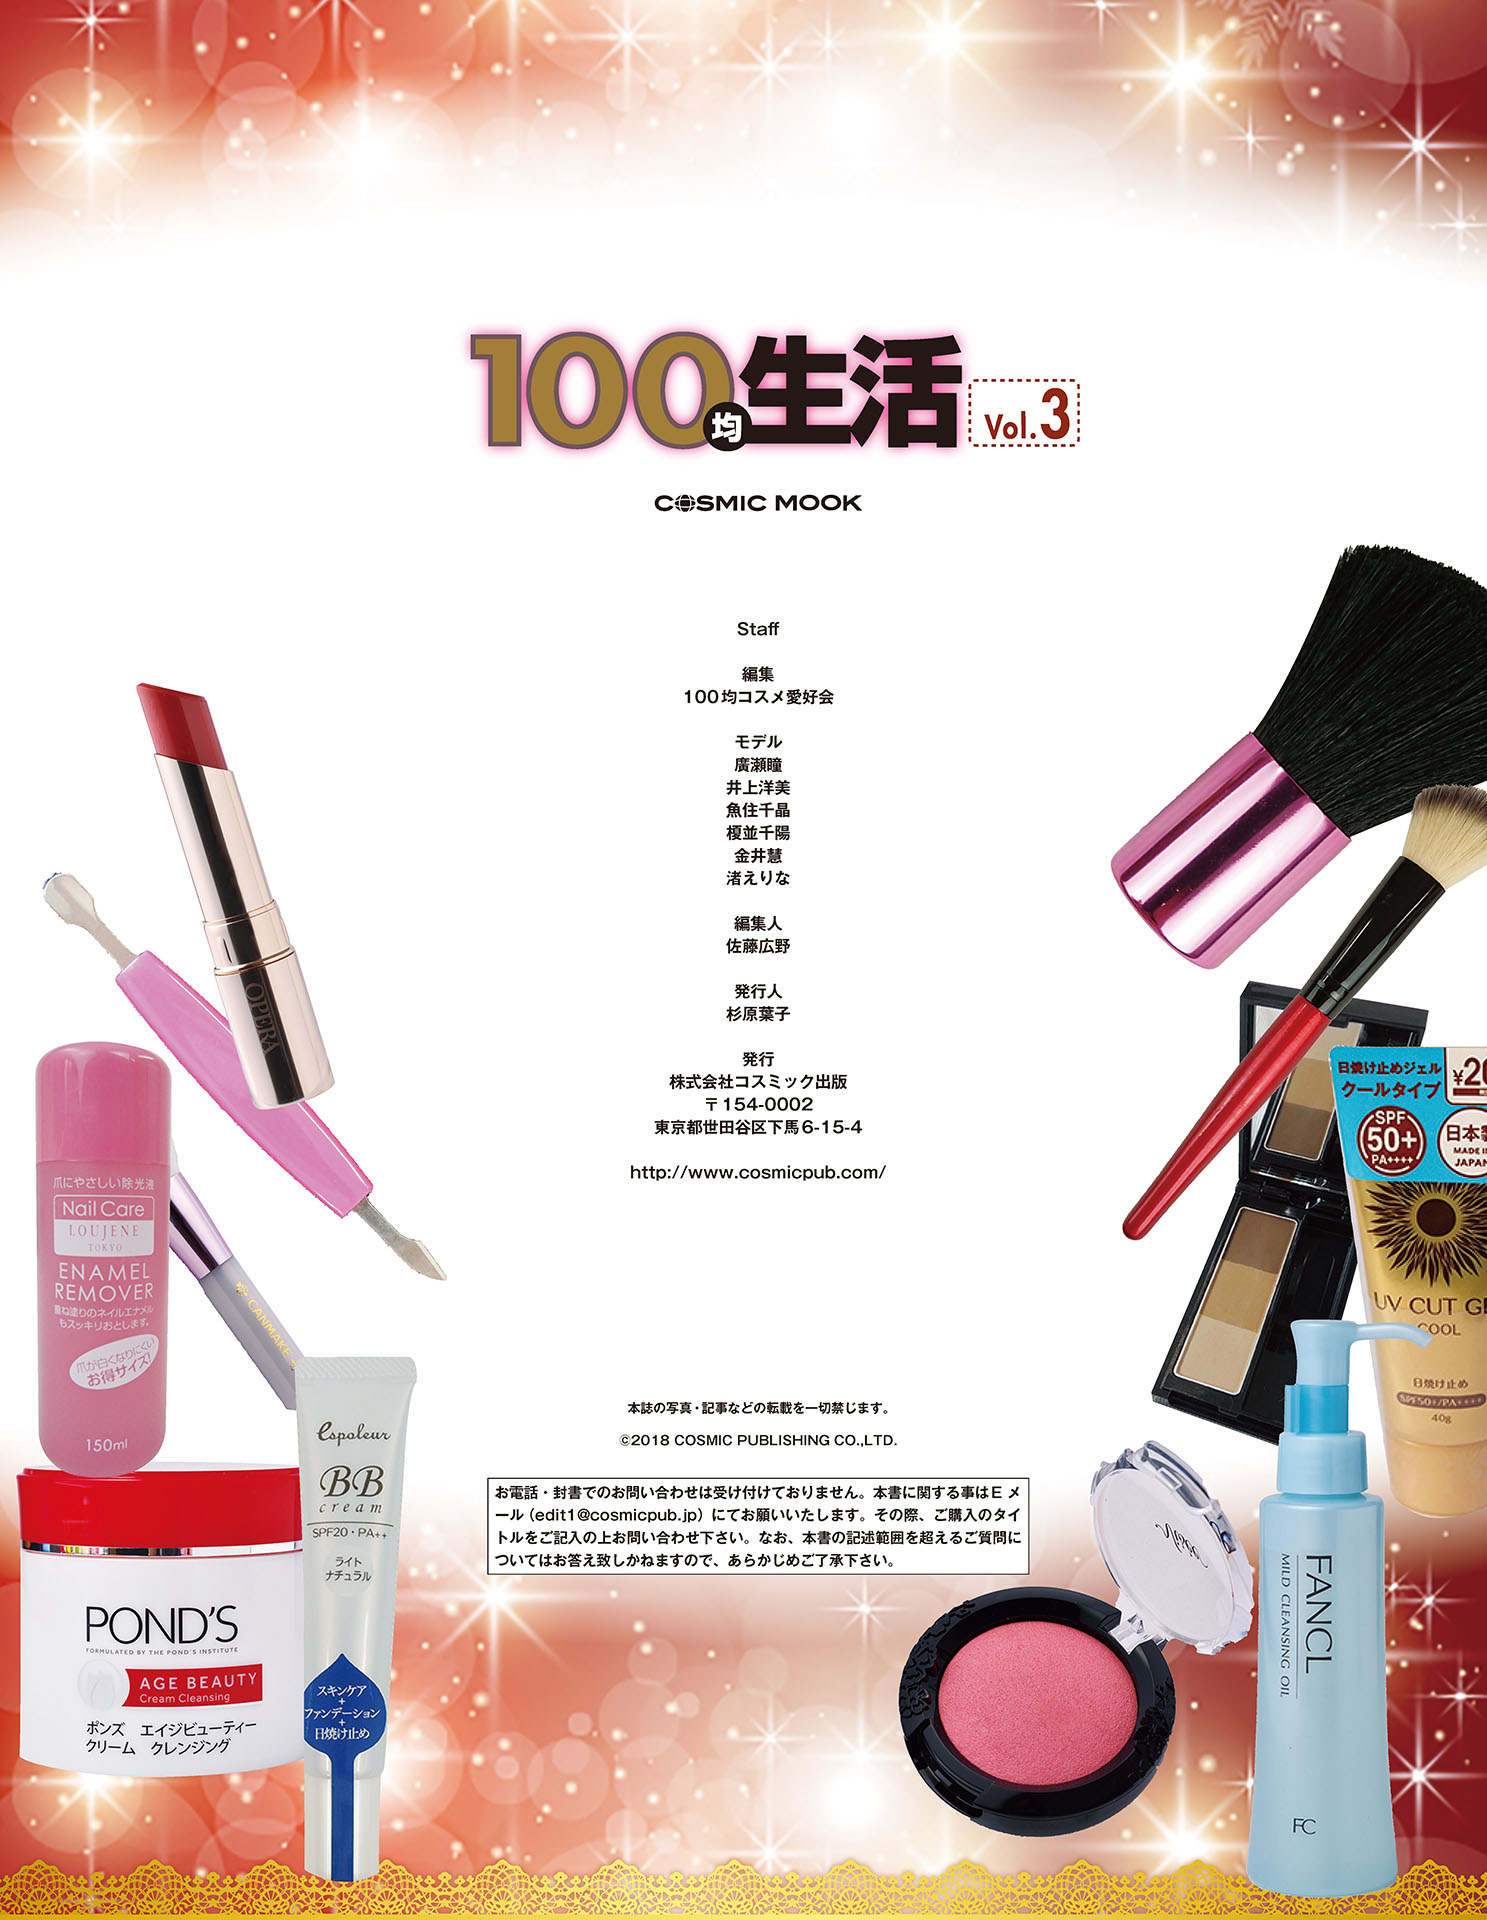 100均生活 Vol.3
COSMIC MOOK
Staff
編集
100均コスメ愛好会
モデル
廣瀬瞳
井上洋美
魚住千晶
榎並千陽
金井慧
渚えりな
編集人
佐藤広野
発行人
杉原葉子
発行
株式会社コスミック出版
〒154-0002
東京都世田谷区下馬6-15-4
http://www.cosmicpub.com/
本誌の写真・記事などの転載を一切禁じます。
©2018 COSMIC PUBLISHING CO.,LTD.
お電話・封書でのお問い合わせは受け付けておりません。本書に関する事はEメ
ール（edit1@cosmicpub.jp）にてお願いいたします。その際、ご購入のタイ
トルをご記入の上お問い合わせ下さい。なお、本書の記述範囲を超えるご質問に
ついてはお答え致しかねますので、あらかじめご了承下さい。
OPERA
爪にやさしい除光液
Nail Care
LOUJENE
TOKYO
ENAMEL
REMOVER
重ね塗りのネイルエナメル
もスッキリおとします。
爪が白くなりにくい
お得サイズ!
150ml
CANMAKE
espoleur
BB
cream
SPF20・PA++
ライト
ナチュラル
スキンケア
+
ファンデーション
+
日焼け止め
POND'S
FORMULATED BY THE POND'S INSTITUTE
AGE BEAUTY
Cream Cleansing
ポンズ エイジビューティー
クリーム クレンジング
日焼け止めジェル
クールタイプ
¥20
SPF
50+
PA++++
日本製
MADE IN
JAPAN
UV CUT GE
COOL
日焼け止め
SPF50+/PA++++
40g
FANCL
MILD CLEANSING OIL
FC